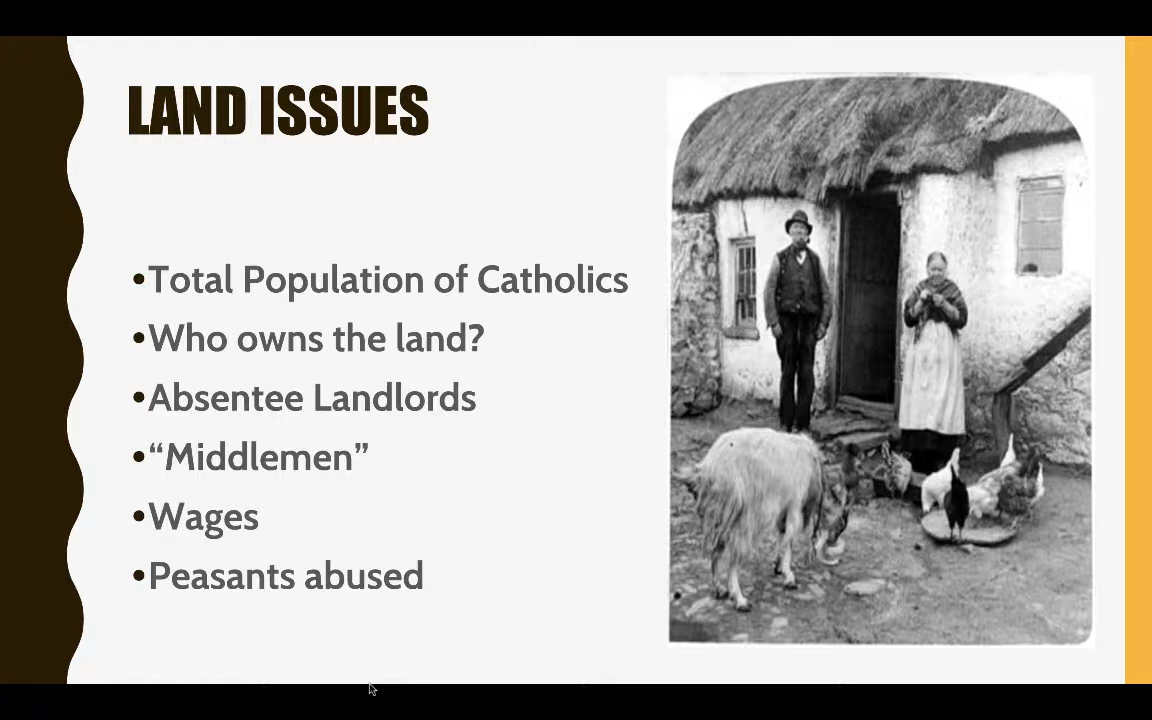 LAND ISSUES
•Total Population of Catholics
•Who owns the land?
•Absentee Landlords
•“Middlemen”
•Wages
•Peasants abused